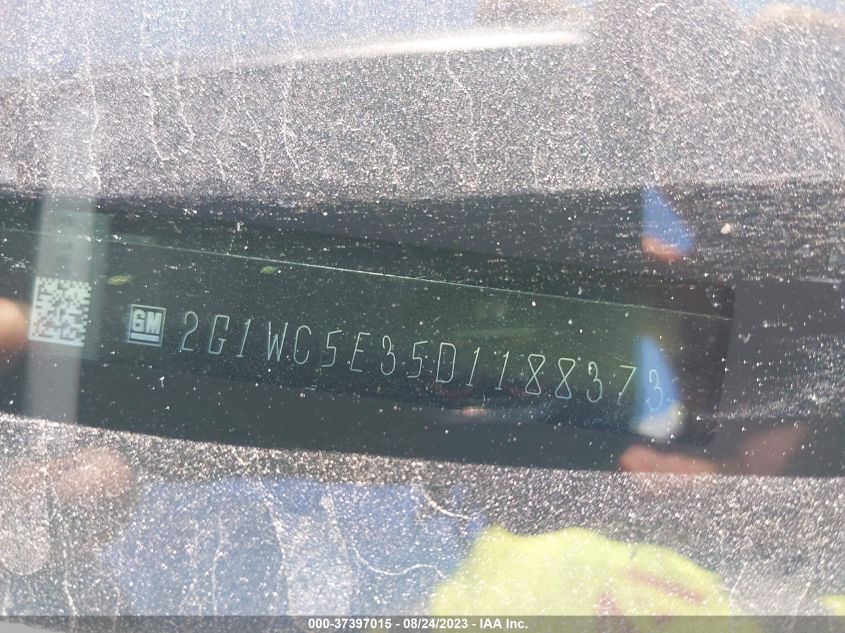 GM 2G1WC5E35D1188373
000-37397015 - 08/24/2023 - IAA Inc.